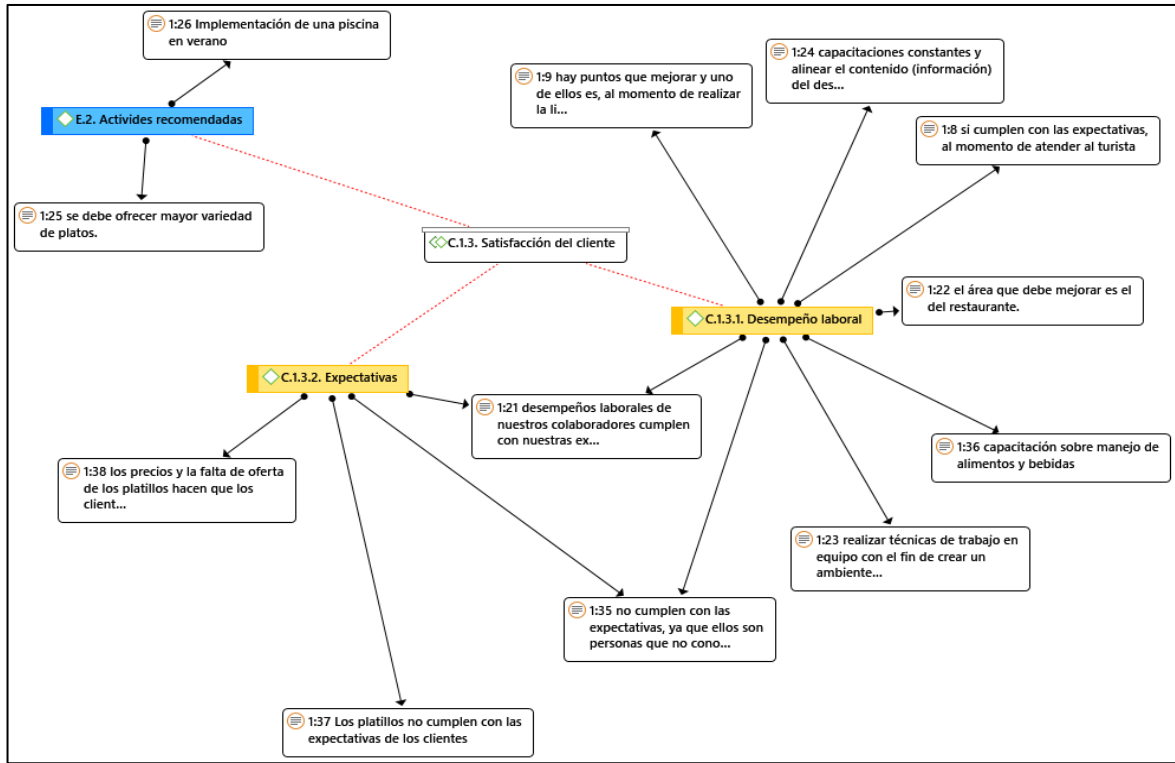 1:26 Implementación de una piscina
en verano
E.2. Activides recomendadas
1:25 se debe ofrecer mayor variedad
de platos.
1:9 hay puntos que mejorar y uno
de ellos es, al momento de realizar
la li...
1:24 capacitaciones constantes y
alinear el contenido (información)
del des...
1:8 si cumplen con las expectativas,
al momento de atender al turista
C.1.3. Satisfacción del cliente
1:22 el área que debe mejorar es el
del restaurante.
C.1.3.1. Desempeño laboral
C.1.3.2. Expectativas
1:21 desempeños laborales de
nuestros colaboradores cumplen
con nuestras ex...
1:38 los precios y la falta de oferta
de los platillos hacen que los
client...
1:36 capacitación sobre manejo de
alimentos y bebidas
1:23 realizar técnicas de trabajo en
equipo con el fin de crear un
ambiente...
1:35 no cumplen con las
expectativas, ya que ellos son
personas que no cono...
1:37 Los platillos no cumplen con las
expectativas de los clientes